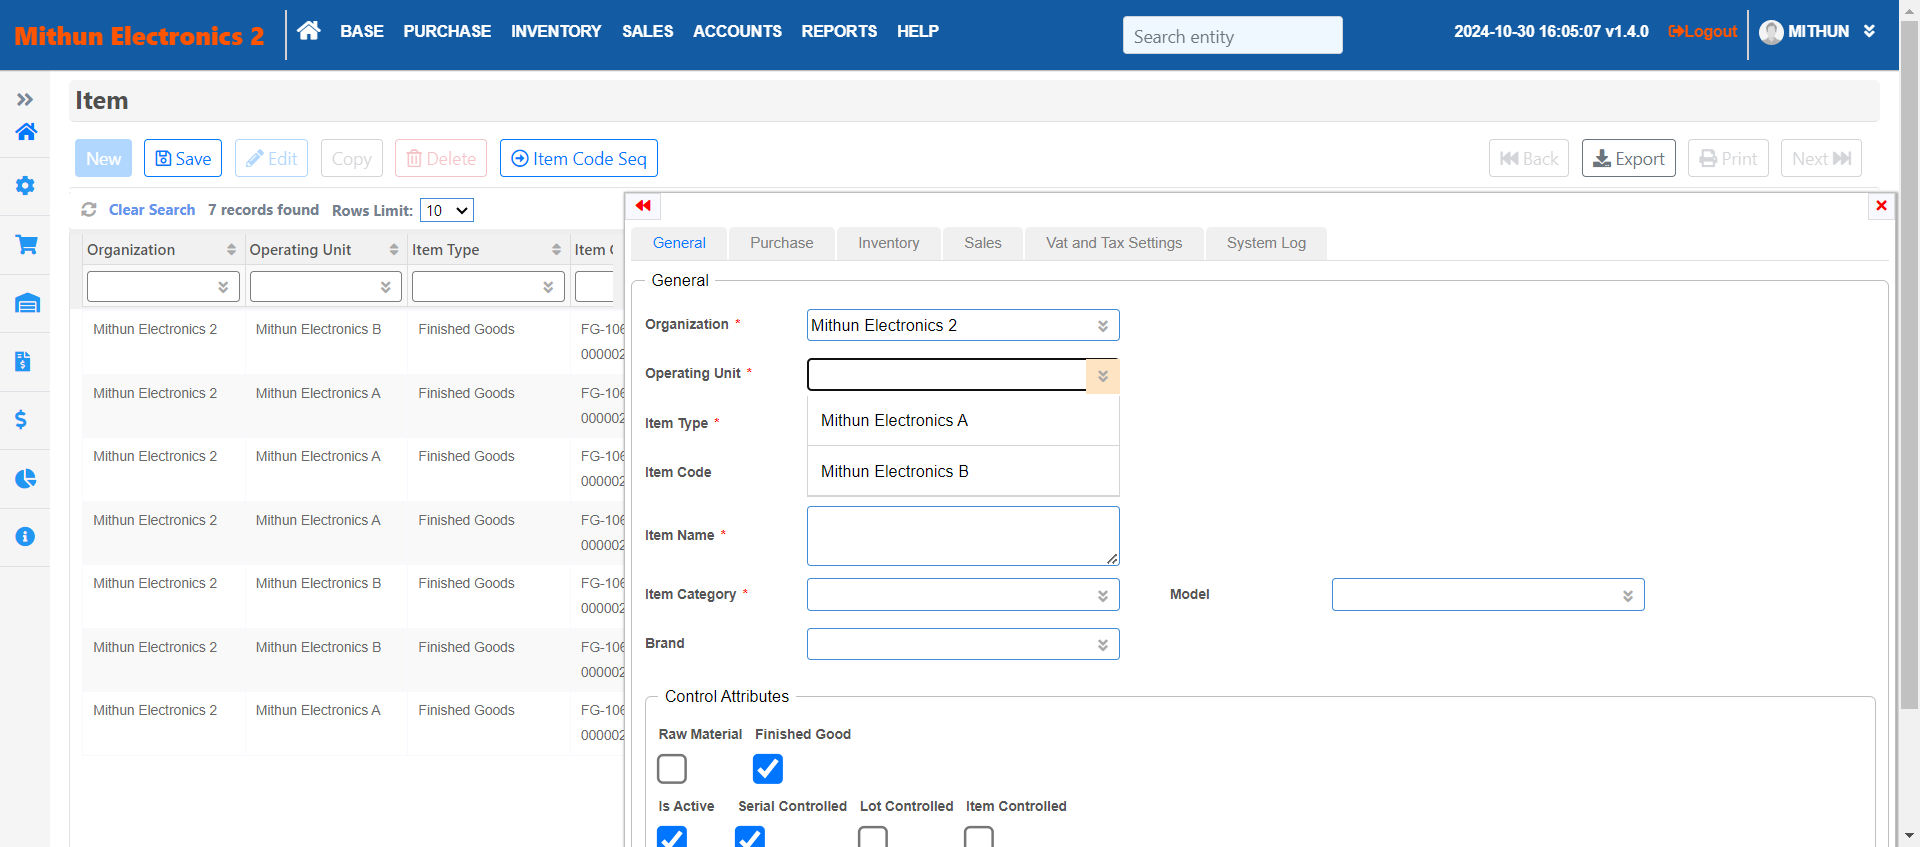 Mithun Electronics 2
BASE PURCHASE INVENTORY SALES ACCOUNTS REPORTS HELP
Search entity
2024-10-30 16:05:07 v1.4.0
Logout
MITHUN
Item
New Save Edit Copy Delete Item Code Seq
Back Export Print Next
Clear Search 7 records found Rows Limit: 10
Organization Operating Unit Item Type Item
Mithun Electronics 2 Mithun Electronics B Finished Goods FG-106
000002
Mithun Electronics 2 Mithun Electronics A Finished Goods FG-106
000002
Mithun Electronics 2 Mithun Electronics A Finished Goods FG-106
000002
Mithun Electronics 2 Mithun Electronics A Finished Goods FG-106
000002
Mithun Electronics 2 Mithun Electronics B Finished Goods FG-106
000002
Mithun Electronics 2 Mithun Electronics B Finished Goods FG-106
000002
Mithun Electronics 2 Mithun Electronics A Finished Goods FG-106
000002
General Purchase Inventory Sales Vat and Tax Settings System Log
General
Organization * Mithun Electronics 2
Operating Unit *
Mithun Electronics A
Mithun Electronics B
Item Type *
Item Code
Item Name *
Item Category *
Model
Brand
Control Attributes
Raw Material Finished Good
Is Active Serial Controlled Lot Controlled Item Controlled